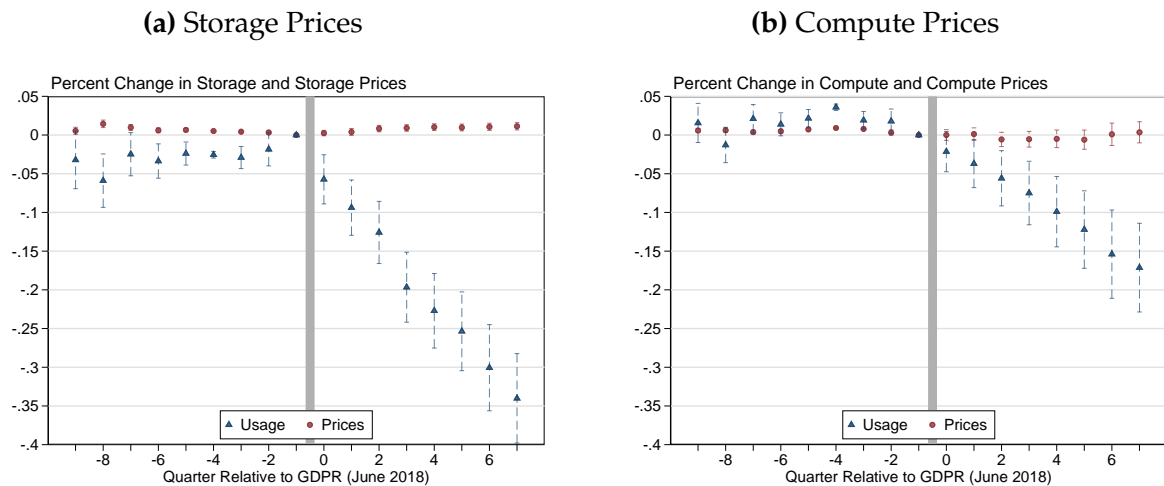 (a) Storage Prices
Percent Change in Storage and Storage Prices
.05
0
-.05
-.1
-.15
-.2
-.25
-.3
-.35
-.4
-8 -6 -4 -2 0 2 4 6
Usage Prices
Quarter Relative to GDPR (June 2018)
(b) Compute Prices
Percent Change in Compute and Compute Prices
.05
0
-.05
-.1
-.15
-.2
-.25
-.3
-.35
-.4
-8 -6 -4 -2 0 2 4 6
Usage Prices
Quarter Relative to GDPR (June 2018)